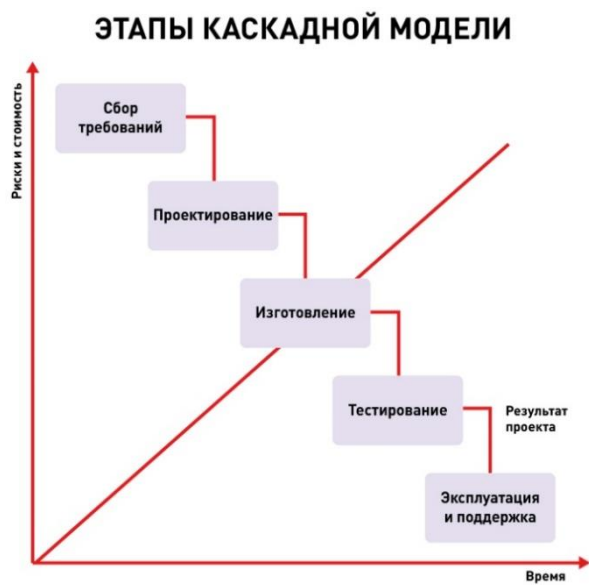 ЭТАПЫ КАСКАДНОЙ МОДЕЛИ
Риски и стоимость
Сбор
требований
Проектирование
Изготовление
Тестирование
Результат
проекта
Эксплуатация
и поддержка
Время